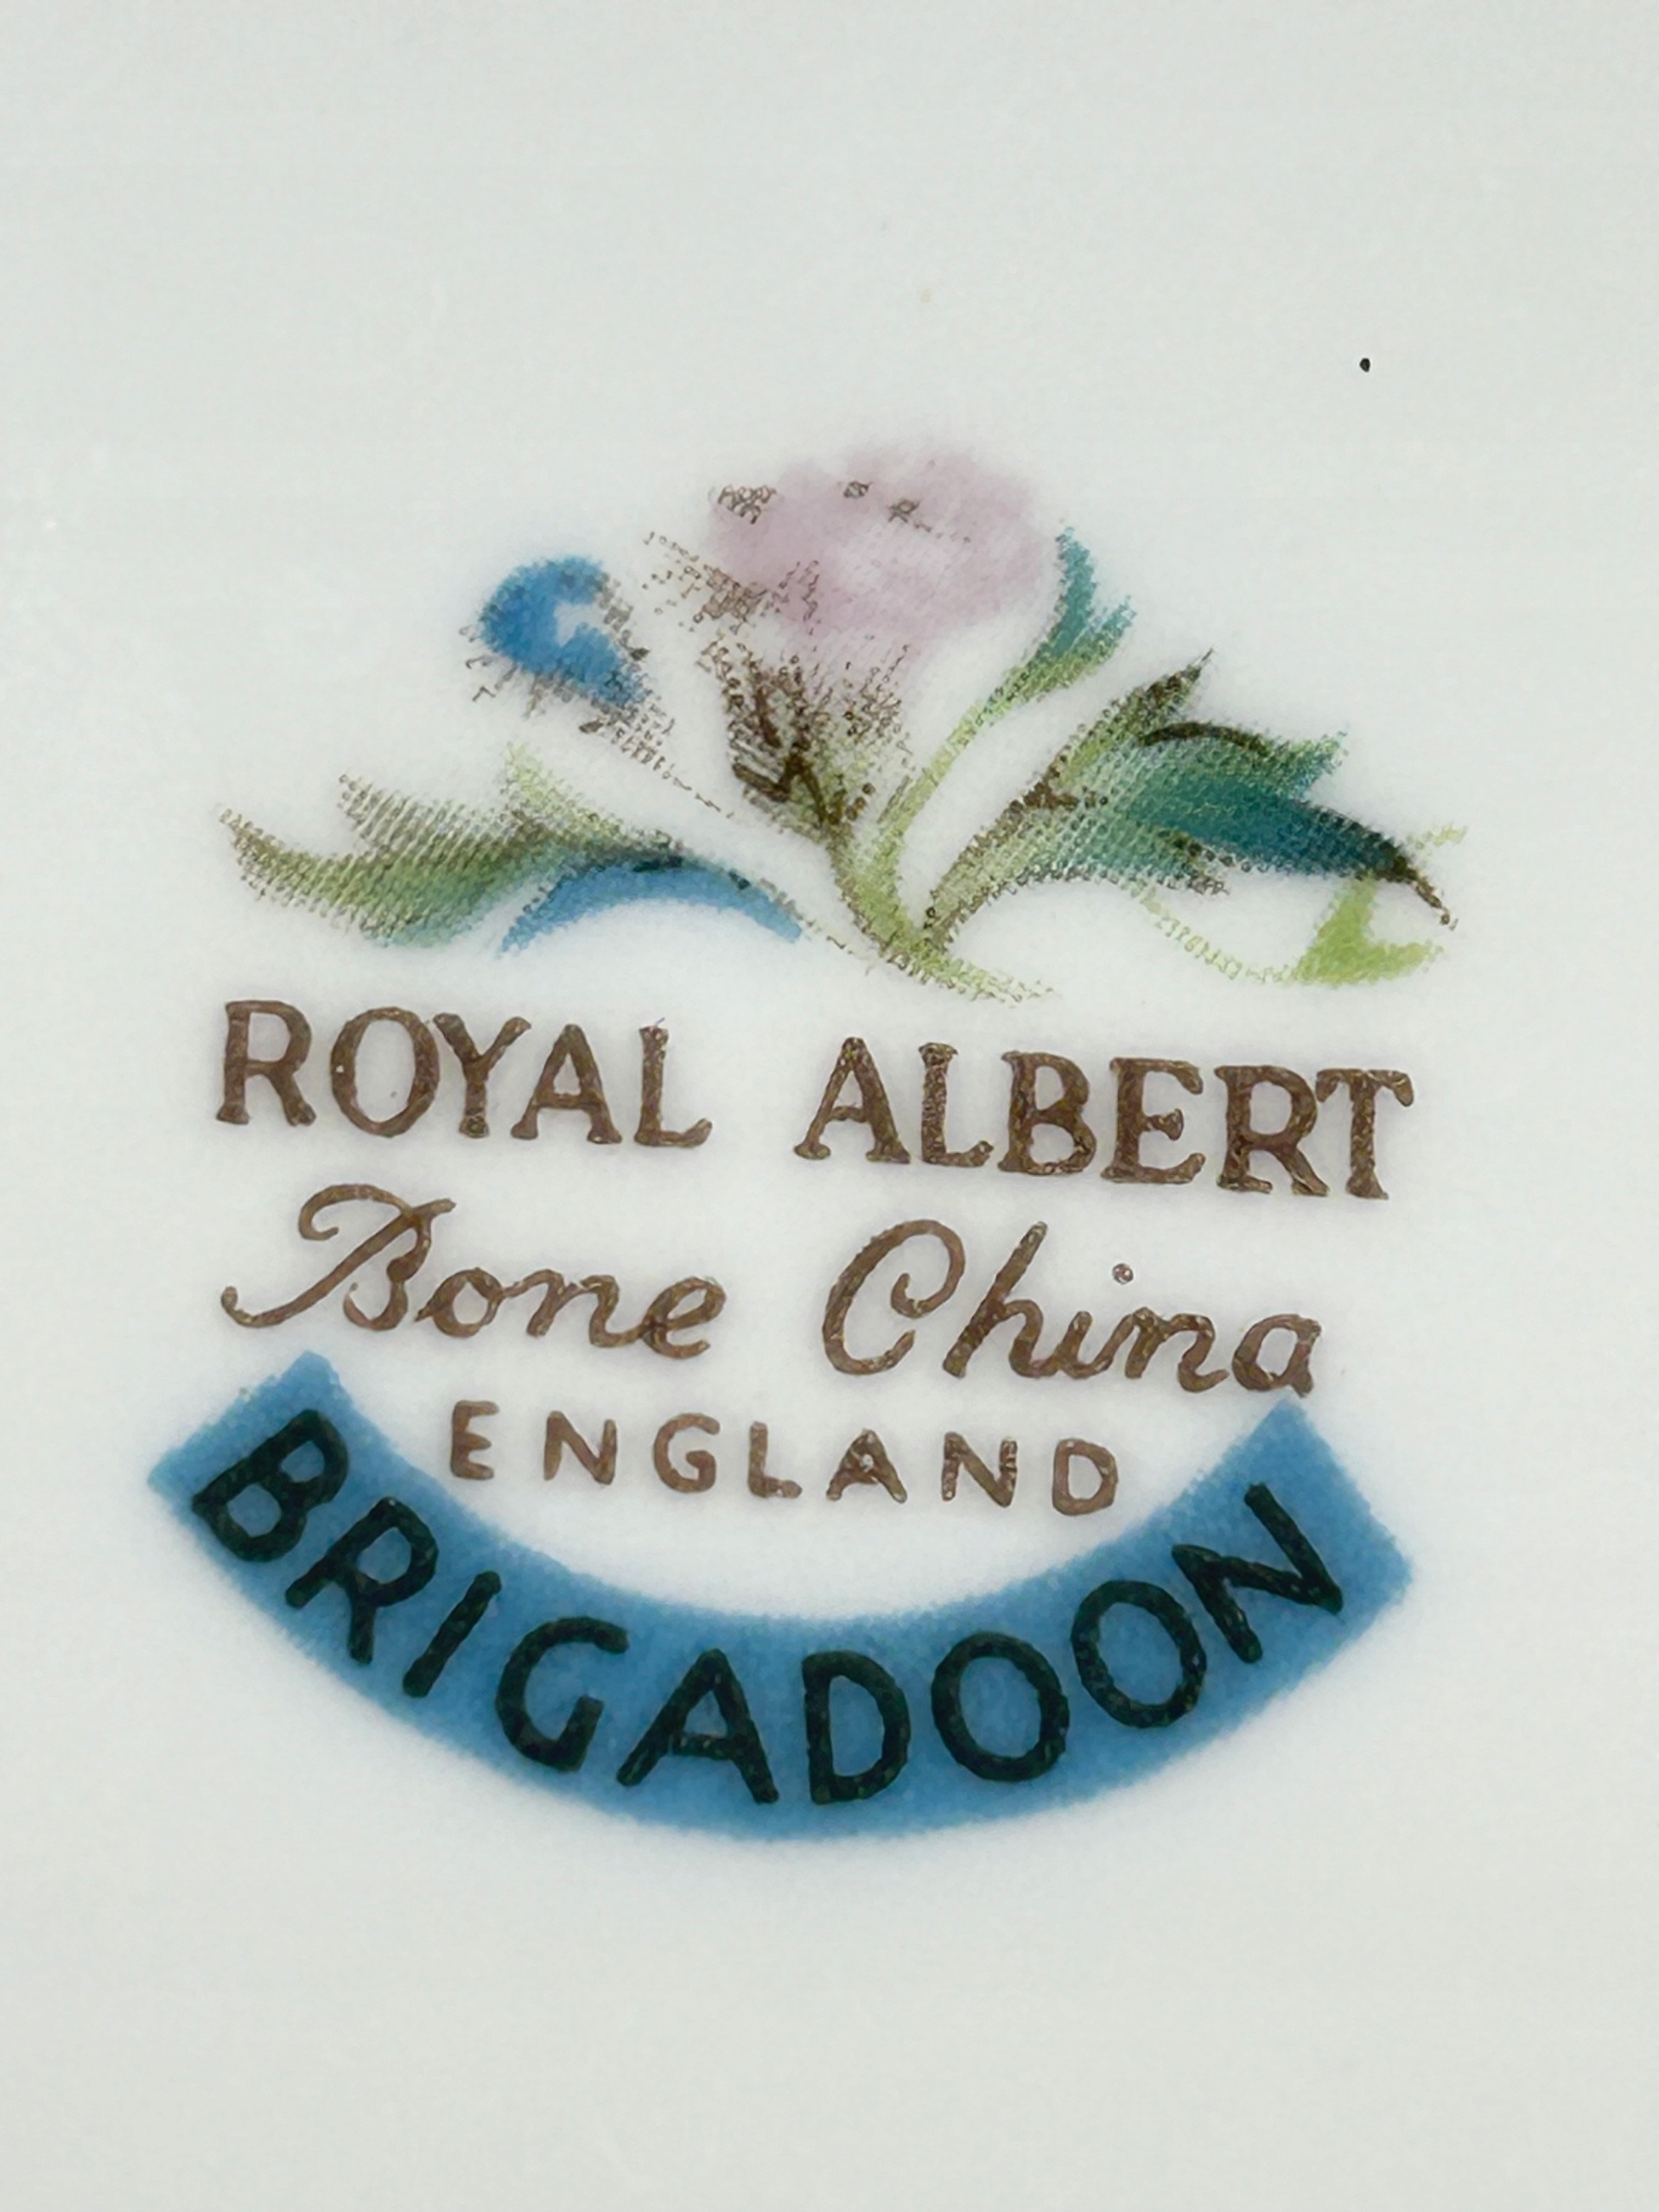 ROYAL ALBERT
Bone China
ENGLAND
BRIGADOON